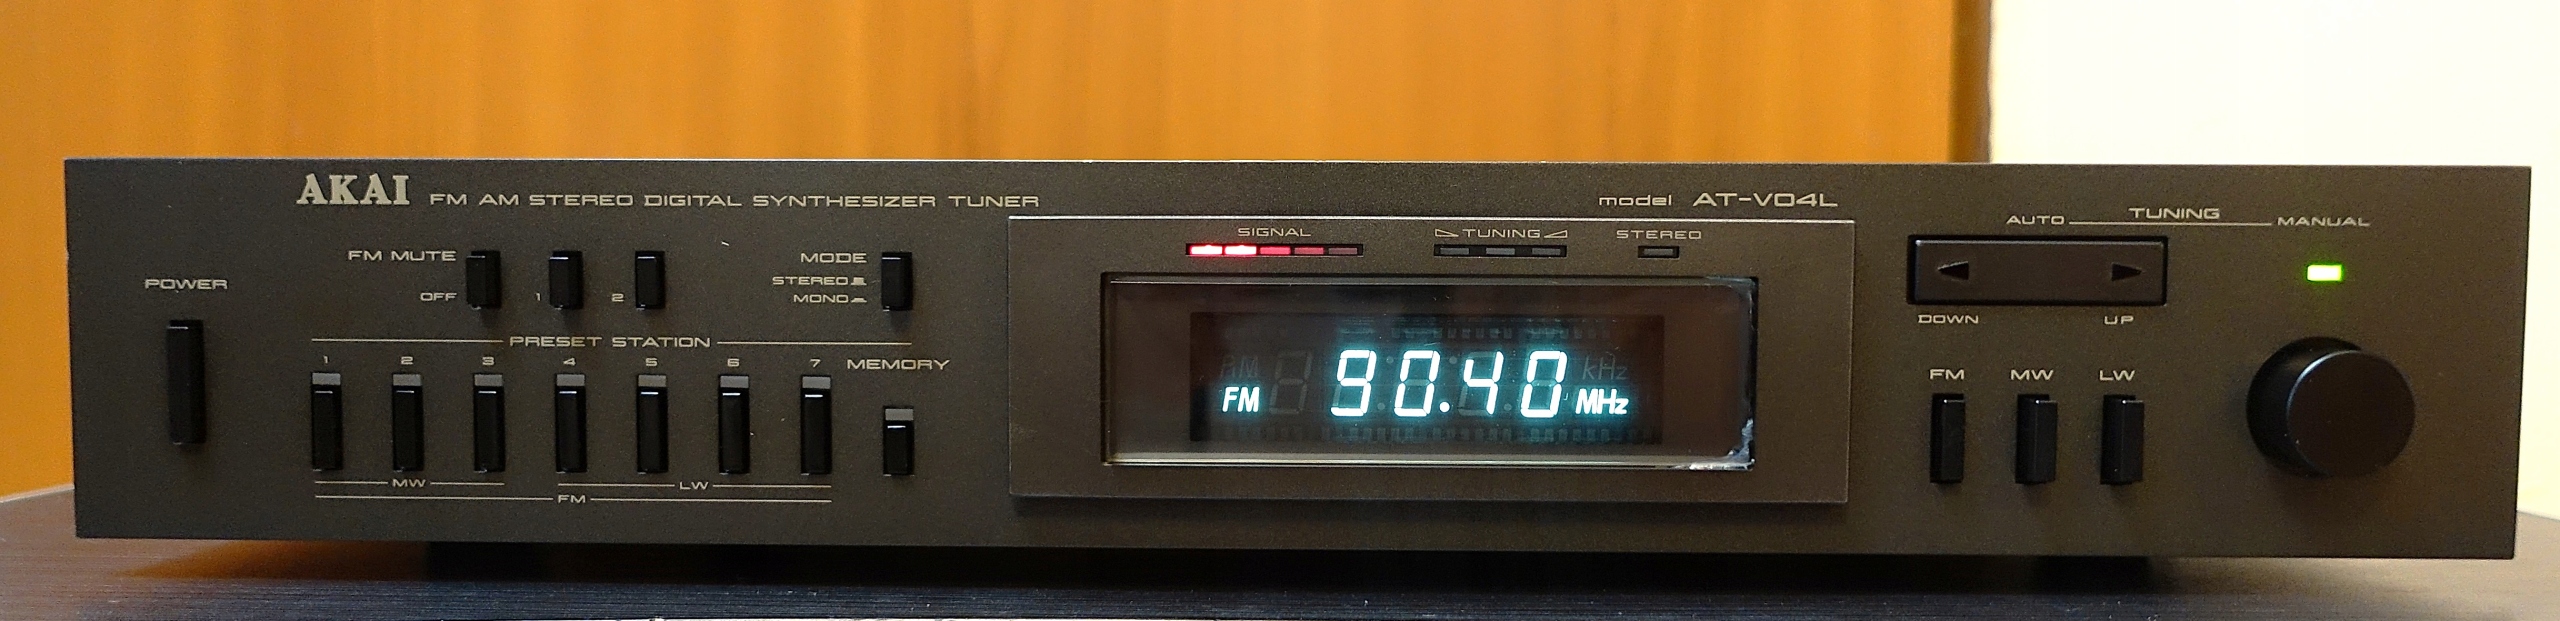 AKAI FM AM STEREO DIGITAL SYNTHESIZER TUNER
model AT-V04L
POWER
FM MUTE
OFF 1 2
MODE
STEREO
MONO
PRESET STATION
1 2 3 4 5 6 7 MEMORY
MW LW
FM
SIGNAL TUNING STEREO
AM kHz
FM 90.40 MHz
AUTO TUNING MANUAL
DOWN UP
FM MW LW